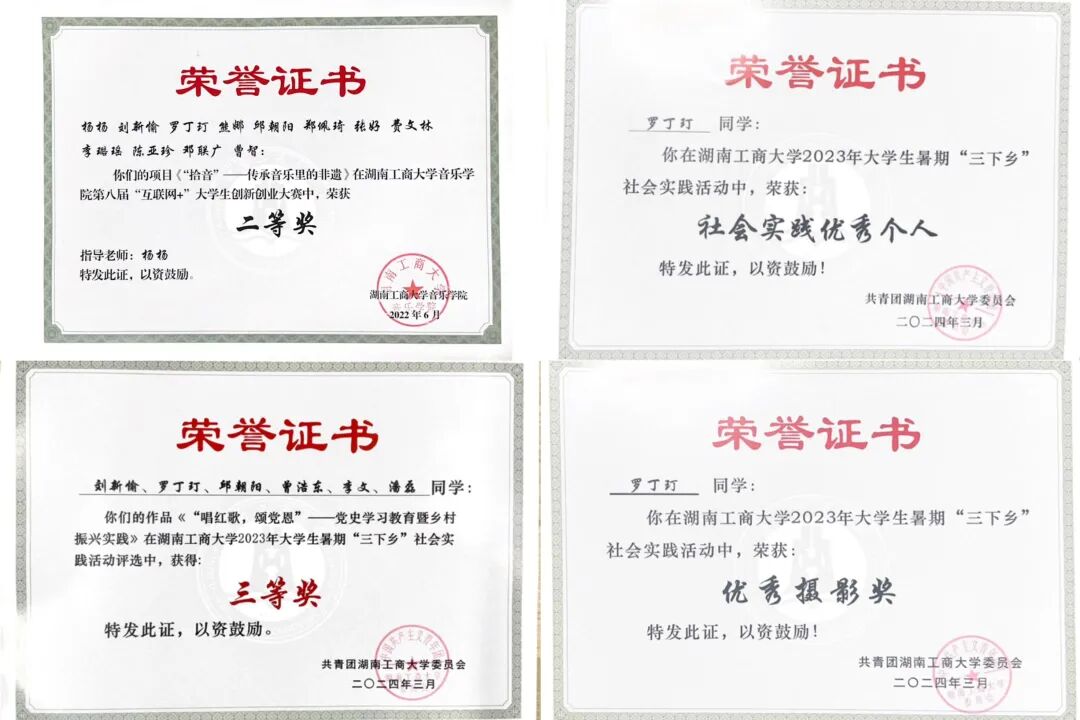 荣誉证书
杨杨 刘新愉 罗丁玎 熊娜 邱朝阳 郑佩琦 张好 费文林
李璐瑶 陈亚珍 邓联广 曹智：
你们的项目《“拾音”——传承音乐里的非遗》在湖南工商大学音乐学
院第八届“互联网+”大学生创新创业大赛中，荣获
二等奖
指导老师：杨杨
特发此证，以资鼓励。
湖南工商大学音乐学院
2022年6月
荣誉证书
罗丁玎 同学：
你在湖南工商大学2023年大学生暑期“三下乡”
社会实践活动中，荣获：
社会实践优秀个人
特发此证，以资鼓励！
共青团湖南工商大学委员会
二〇二四年三月
荣誉证书
刘新愉、罗丁玎、邱朝阳、曾洁东、李文、潘磊 同学：
你们的作品《“唱红歌，颂党恩”——党史学习教育暨乡村
振兴实践》在湖南工商大学2023年大学生暑期“三下乡”社会实
践活动评选中，获得：
三等奖
特发此证，以资鼓励。
共青团湖南工商大学委员会
二〇二四年三月
荣誉证书
罗丁玎 同学：
你在湖南工商大学2023年大学生暑期“三下乡”
社会实践活动中，荣获：
优秀摄影奖
特发此证，以资鼓励！
共青团湖南工商大学委员会
二〇二四年三月